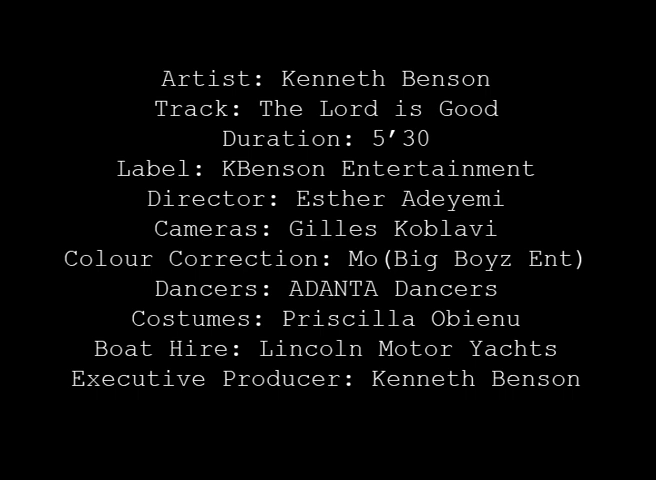 Artist: Kenneth Benson
Track: The Lord is Good
Duration: 5’30
Label: KBenson Entertainment
Director: Esther Adeyemi
Cameras: Gilles Koblavi
Colour Correction: Mo(Big Boyz Ent)
Dancers: ADANTA Dancers
Costumes: Priscilla Obienu
Boat Hire: Lincoln Motor Yachts
Executive Producer: Kenneth Benson